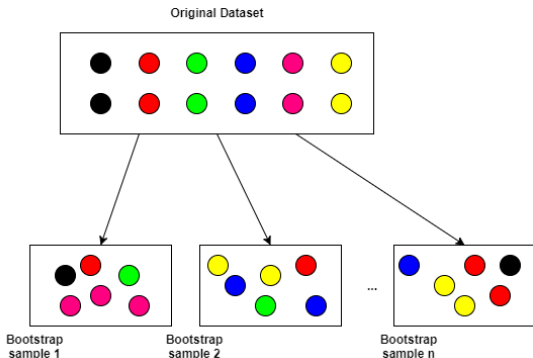 Original Dataset
...
Bootstrap
sample 1
Bootstrap
sample 2
Bootstrap
sample n